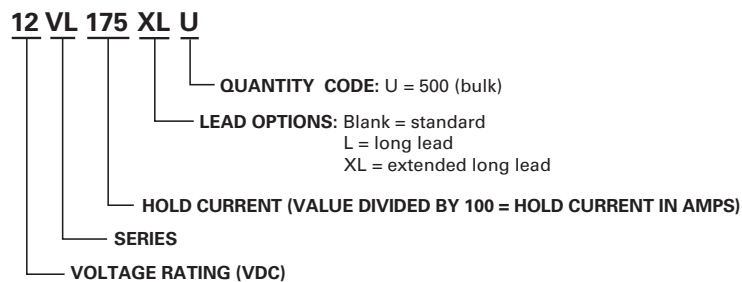 12 VL 175 XL U
QUANTITY CODE: U = 500 (bulk)
LEAD OPTIONS: Blank = standard
L = long lead
XL = extended long lead
HOLD CURRENT (VALUE DIVIDED BY 100 = HOLD CURRENT IN AMPS)
SERIES
VOLTAGE RATING (VDC)